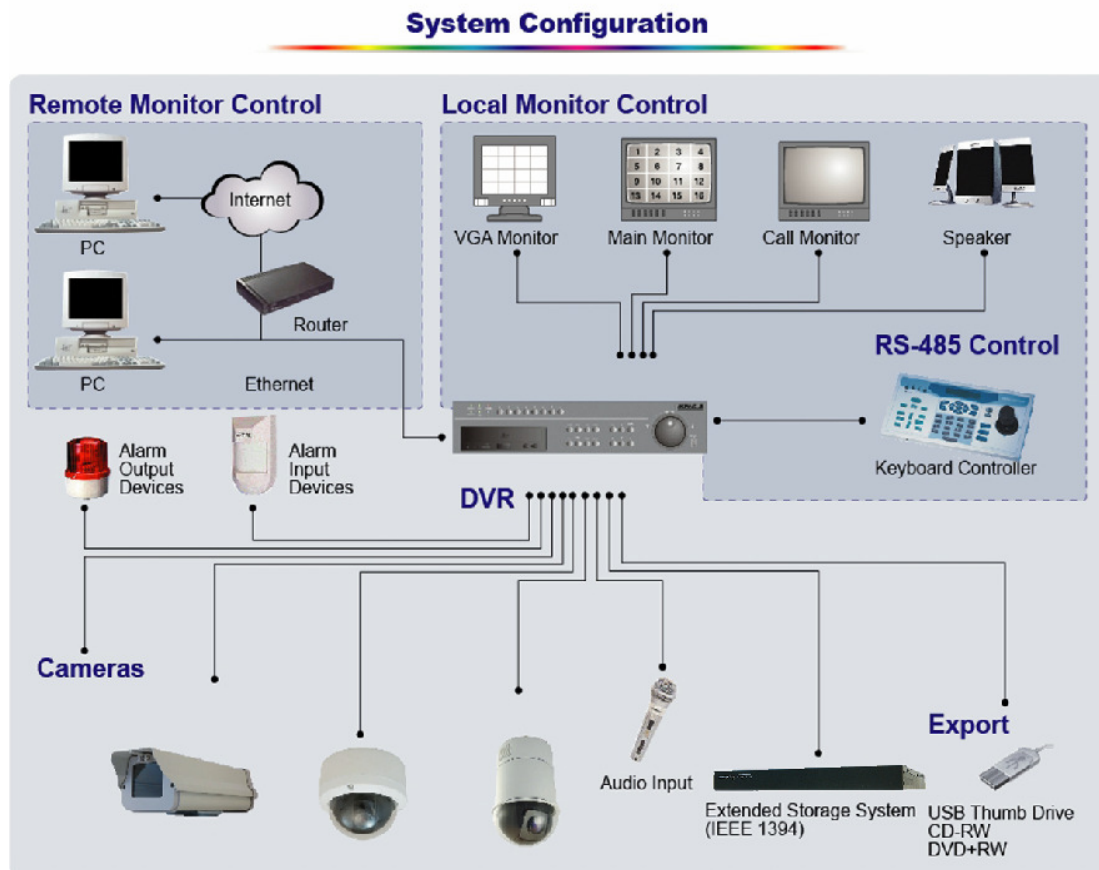 System Configuration
Remote Monitor Control
Local Monitor Control
Internet
PC
Router
PC
Ethernet
1 2 3 4
5 6 7 8
9 10 11 12
13 14 15 16
VGA Monitor
Main Monitor
Call Monitor
Speaker
RS-485 Control
Keyboard Controller
Alarm
Output
Devices
Alarm
Input
Devices
DVR
Cameras
Audio Input
Extended Storage System
(IEEE 1394)
Export
USB Thumb Drive
CD-RW
DVD+RW